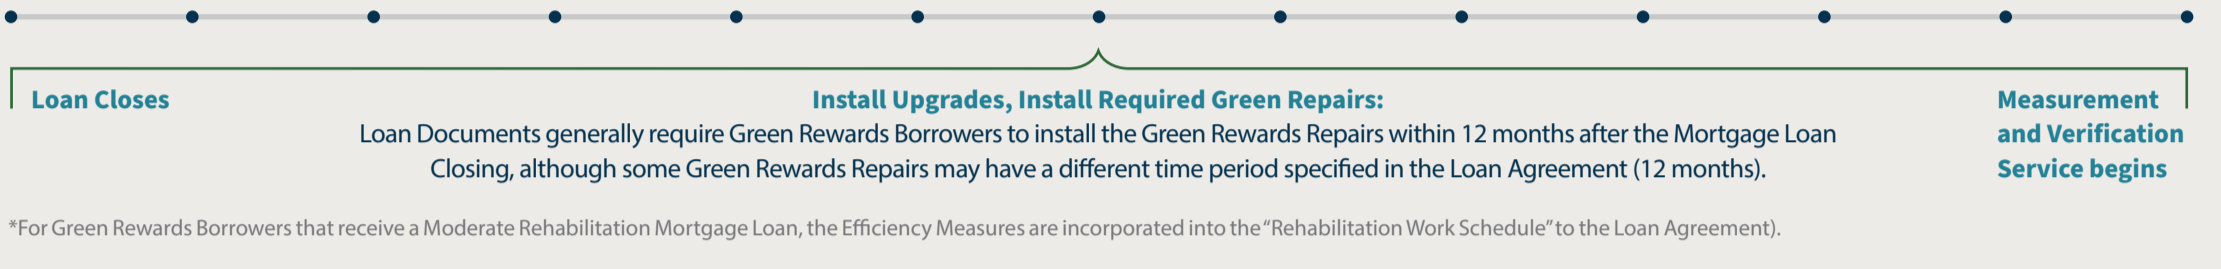 Loan Closes
Install Upgrades, Install Required Green Repairs:
Loan Documents generally require Green Rewards Borrowers to install the Green Rewards Repairs within 12 months after the Mortgage Loan
Closing, although some Green Rewards Repairs may have a different time period specified in the Loan Agreement (12 months).
Measurement
and Verification
Service begins
*For Green Rewards Borrowers that receive a Moderate Rehabilitation Mortgage Loan, the Efficiency Measures are incorporated into the “Rehabilitation Work Schedule” to the Loan Agreement).